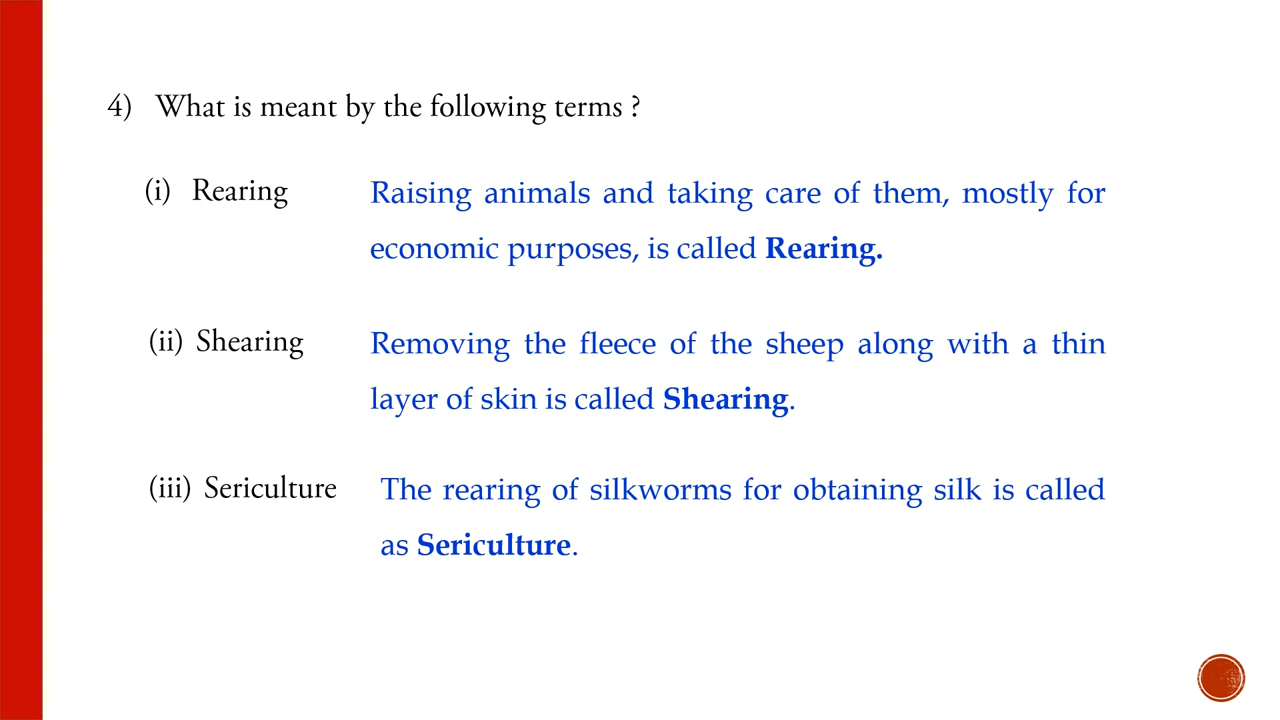 4) What is meant by the following terms ?
(i) Rearing
Raising animals and taking care of them, mostly for
economic purposes, is called Rearing.
(ii) Shearing
Removing the fleece of the sheep along with a thin
layer of skin is called Shearing.
(iii) Sericulture
The rearing of silkworms for obtaining silk is called
as Sericulture.